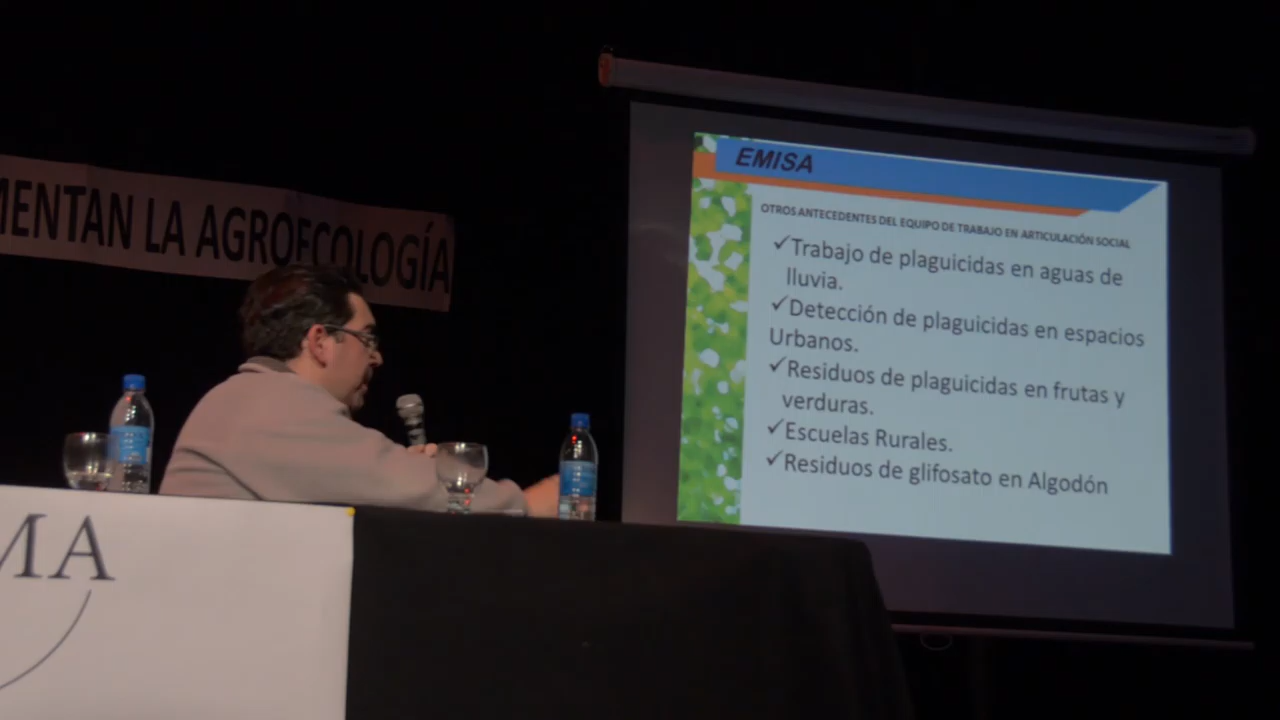 MENTAN LA AGROECOLOGÍA
EMISA
OTROS ANTECEDENTES DEL EQUIPO DE TRABAJO EN ARTICULACIÓN SOCIAL
✓Trabajo de plaguicidas en aguas de
lluvia.
✓Detección de plaguicidas en espacios
Urbanos.
✓Residuos de plaguicidas en frutas y
verduras.
✓Escuelas Rurales.
✓Residuos de glifosato en Algodón
MA